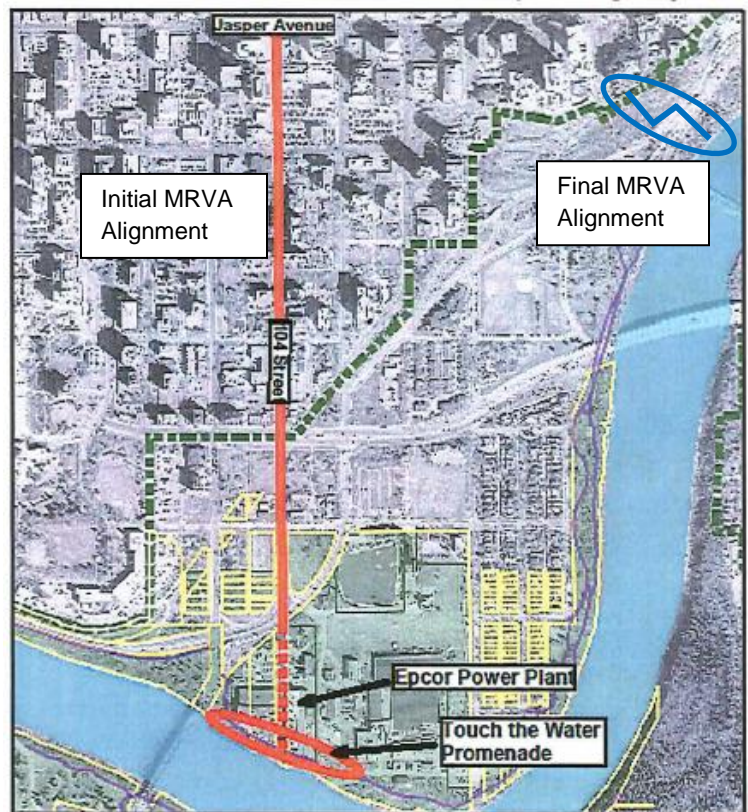 Jasper Avenue
Initial MRVA
Alignment
Final MRVA
Alignment
104 Street
Epcor Power Plant
Touch the Water
Promenade